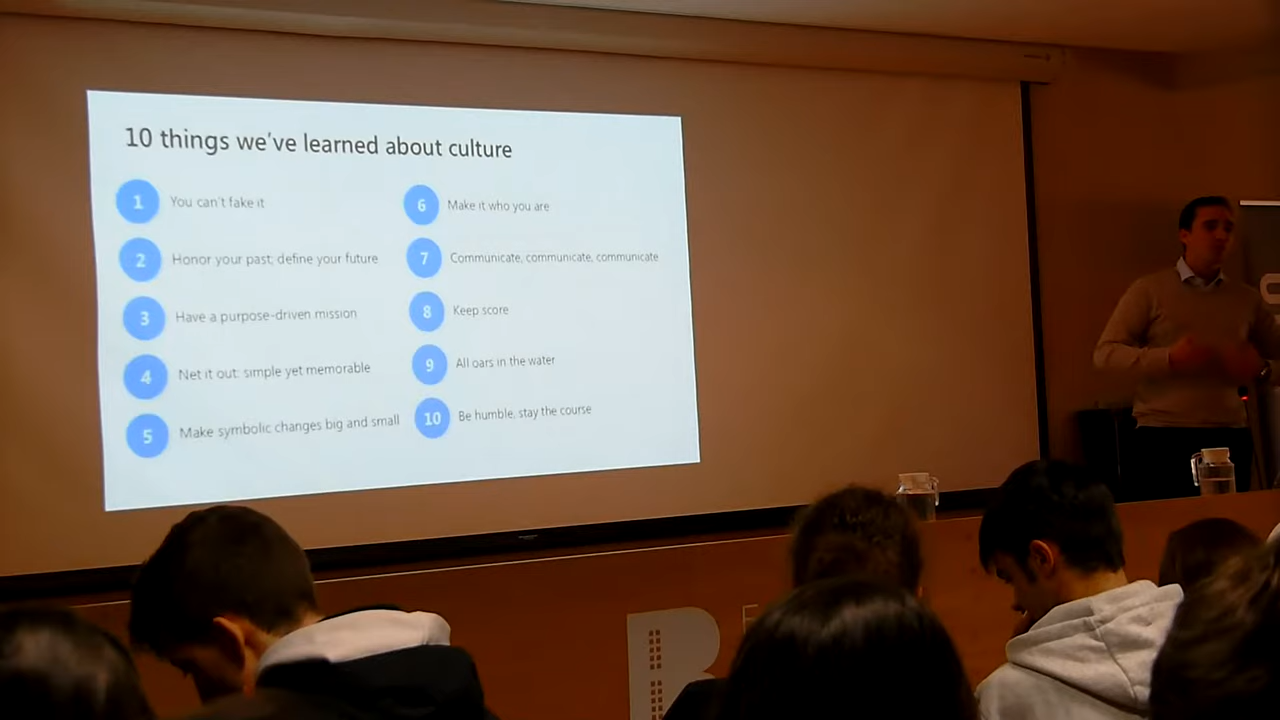 10 things we've learned about culture
1 You can't fake it
2 Honor your past; define your future
3 Have a purpose-driven mission
4 Net it out: simple yet memorable
5 Make symbolic changes big and small
6 Make it who you are
7 Communicate, communicate, communicate
8 Keep score
9 All oars in the water
10 Be humble, stay the course
B